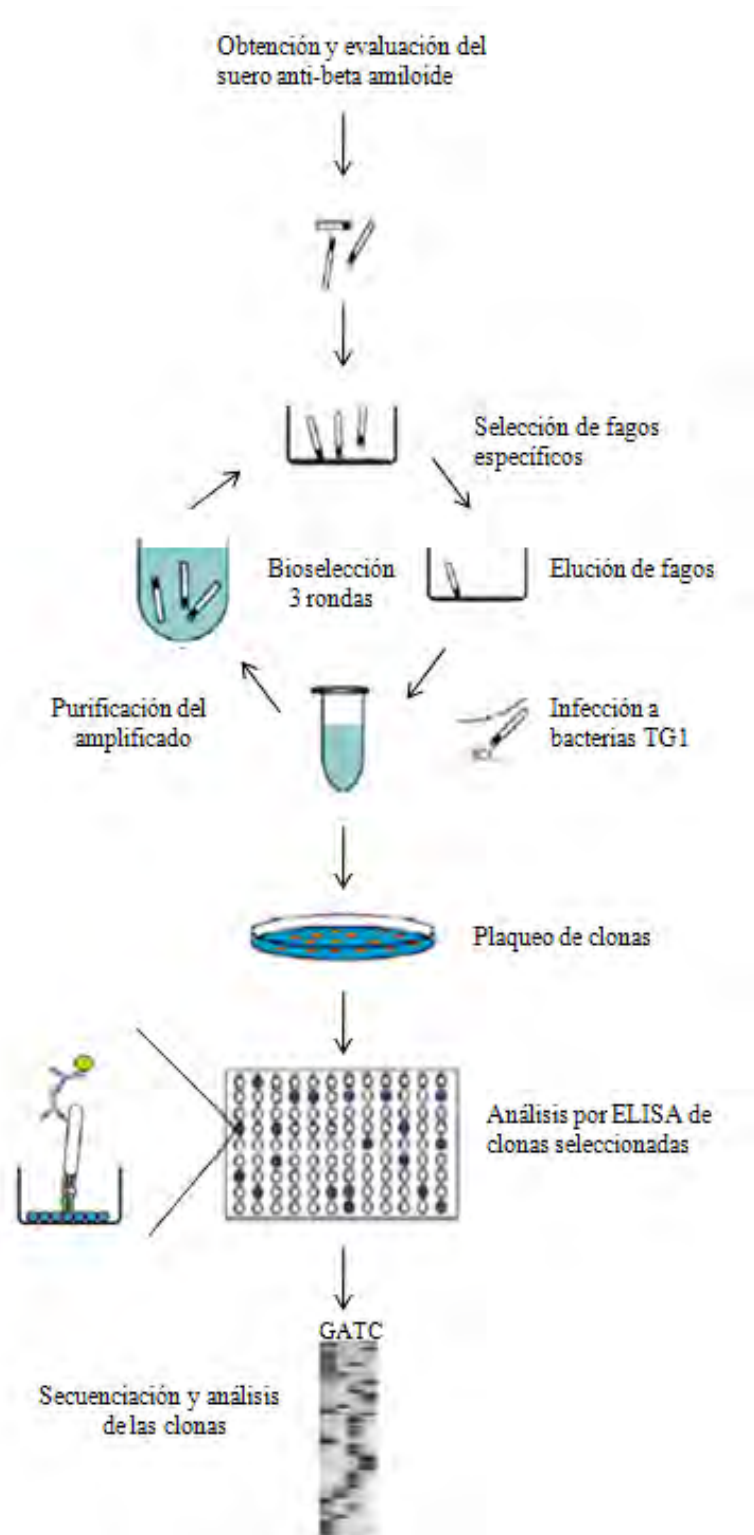 Obtención y evaluación del
suero anti-beta amiloide
Selección de fagos
específicos
Bioselección
3 rondas
Elución de fagos
Purificación del
amplificado
Infección a
bacterias TG1
Plaqueo de clonas
Análisis por ELISA de
clonas seleccionadas
GATC
Secuenciación y análisis
de las clonas